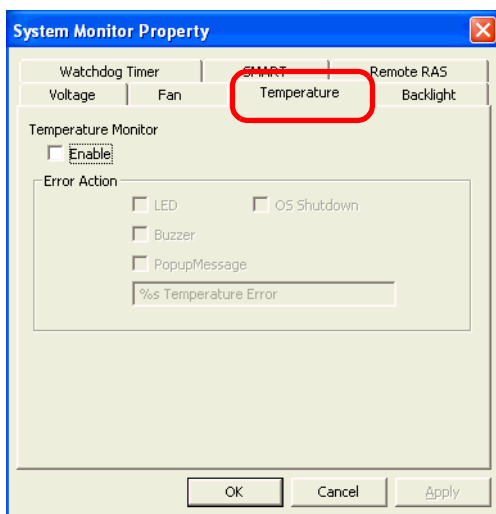 System Monitor Property
Watchdog Timer SMART Remote RAS
Voltage Fan Temperature Backlight
Temperature Monitor
Enable
Error Action
LED OS Shutdown
Buzzer
PopupMessage
%s Temperature Error
OK Cancel Apply